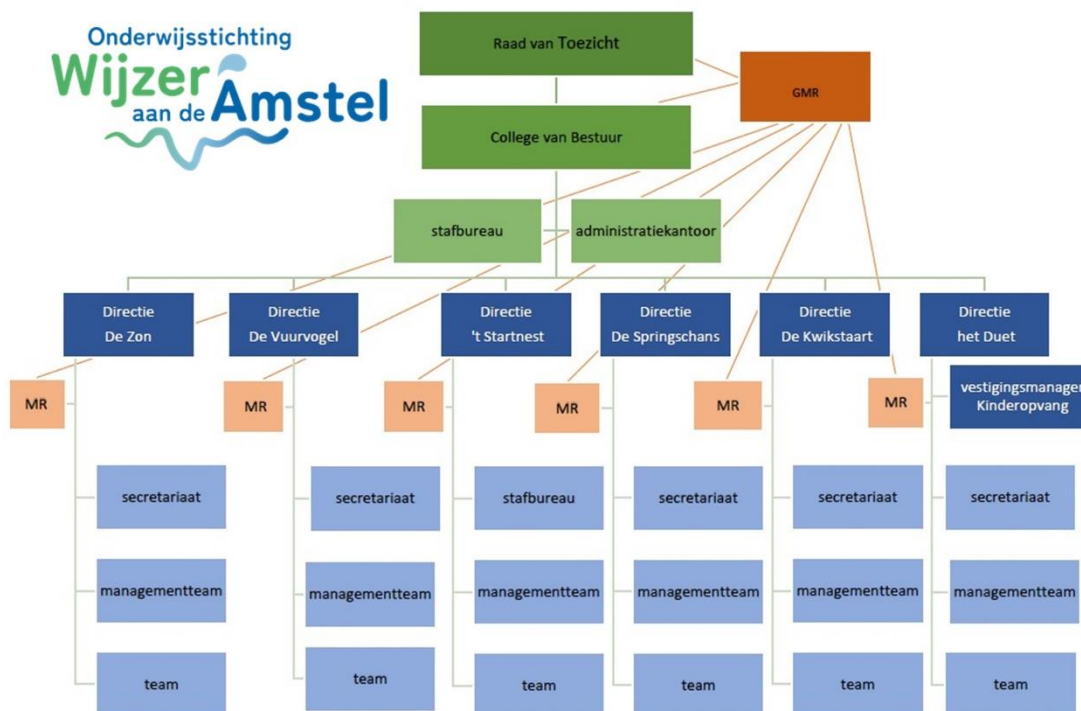 Onderwijsstichting
Wijzer
aan de Amstel
Raad van Toezicht
GMR
College van Bestuur
stafbureau
administratiekantoor
Directie
De Zon
Directie
De Vuurvogel
Directie
't Startnest
Directie
De Springschans
Directie
De Kwikstaart
Directie
het Duet
MR
MR
MR
MR
MR
MR
vestigingsmanager
Kinderopvang
secretariaat
secretariaat
stafbureau
secretariaat
secretariaat
secretariaat
managementteam
managementteam
managementteam
managementteam
managementteam
managementteam
team
team
team
team
team
team